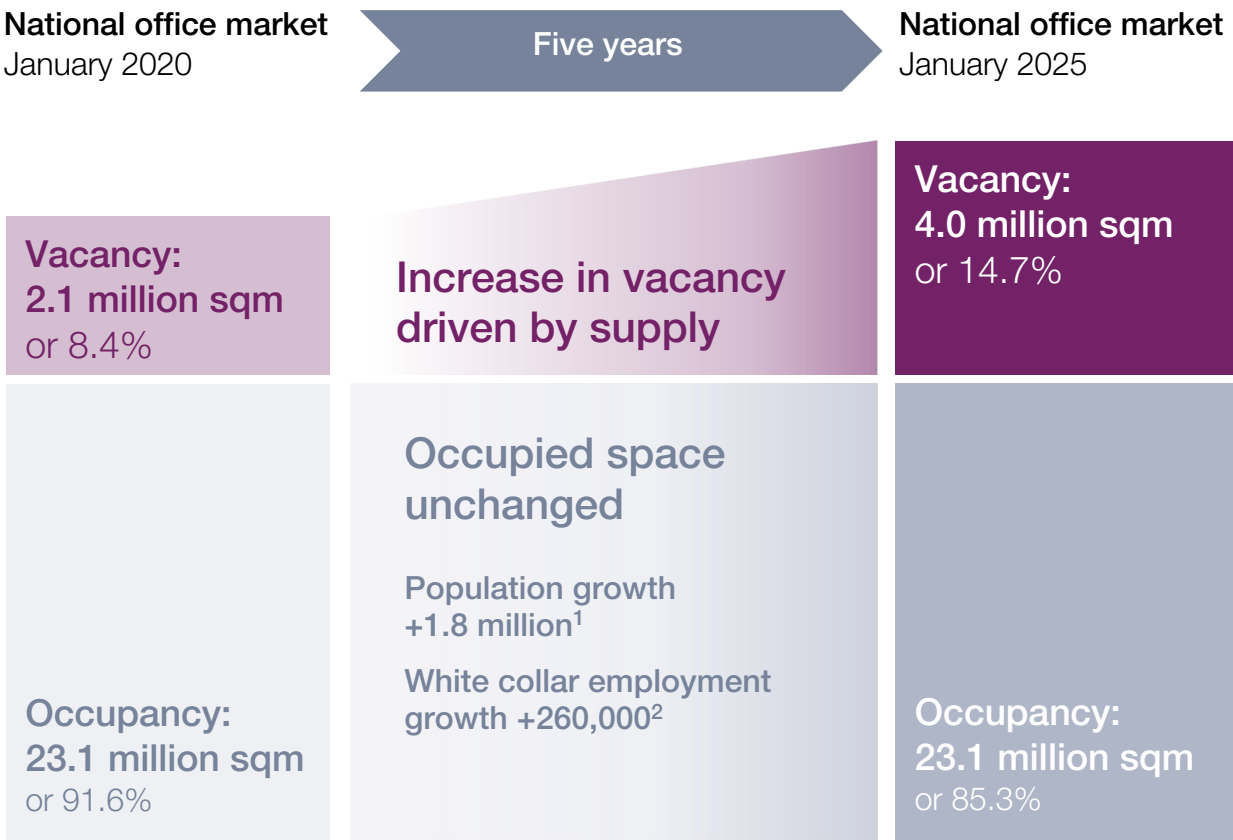 National office market
January 2020
Five years
National office market
January 2025
Vacancy:
2.1 million sqm
or 8.4%
Increase in vacancy
driven by supply
Vacancy:
4.0 million sqm
or 14.7%
Occupancy:
23.1 million sqm
or 91.6%
Occupied space
unchanged
Population growth
+1.8 million¹
White collar employment
growth +260,000²
Occupancy:
23.1 million sqm
or 85.3%